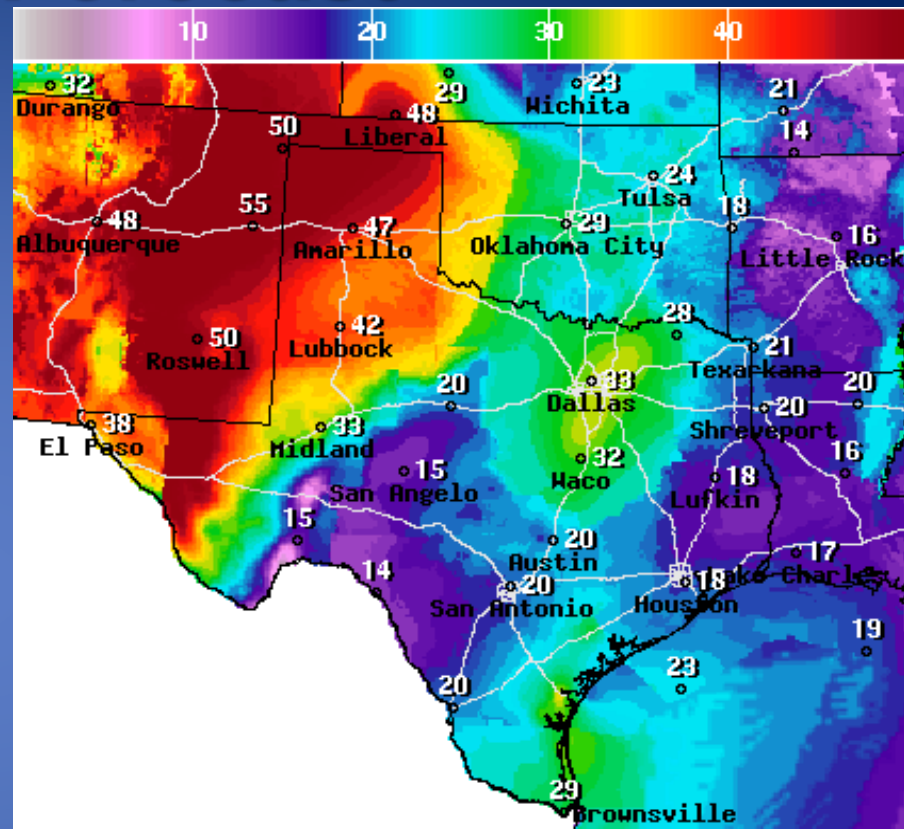 10 20 30 40
32 23 21
Durango 29 Wichita
48 14
Liberal
50
24
Tulsa
48 55 47 29 18 16
Albuquerque Amarillo Oklahoma City Little Rock
50 42 28 21
Roswell Lubbock Texarkana
33
Dallas
20 20 20
38 33 Shreveport
El Paso Midland
15 32 18 16
San Angelo Waco Lufkin
15 20 17
Austin
14 20 18 Lake Charles
San Antonio Houston
19
20 23
29
Brownsville